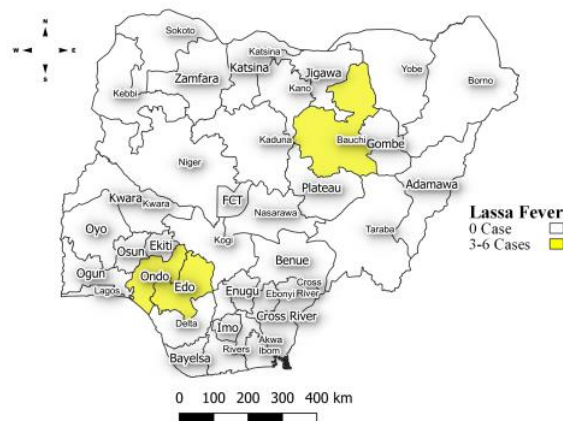 N
W E
S
Sokoto
Katsina
Katsina
Jigawa
Yobe
Borno
Zamfara
Kano
Kebbi
Kaduna
Bauchi
Gombe
Niger
Plateau
Adamawa
Kwara
Kwara
FCT
Nasarawa
Taraba
Oyo
Kogi
Osun
Ekiti
Benue
Ogun
Ondo
Edo
Lagos
Enugu
Ebonyi
Cross
River
Delta
Imo
Cross River
Bayelsa
Rivers
Akwa
Ibom
Lassa Fever
0 Case
3-6 Cases
0 100 200 300 400 km